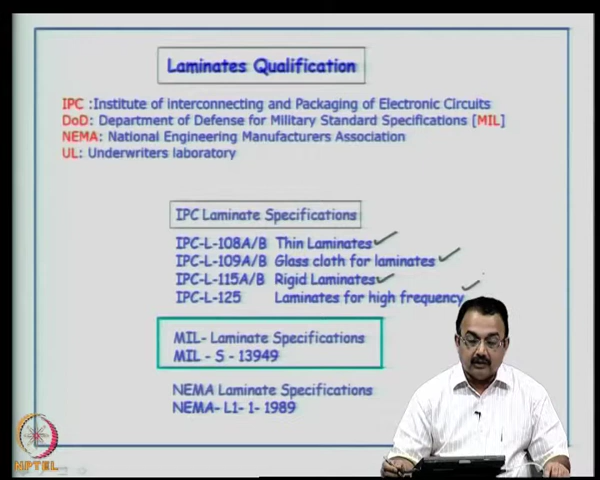 Laminates Qualification
IPC :Institute of interconnecting and Packaging of Electronic Circuits
DoD: Department of Defense for Military Standard Specifications [MIL]
NEMA: National Engineering Manufacturers Association
UL: Underwriters laboratory
IPC Laminate Specifications
IPC-L-108A/B Thin Laminates
IPC-L-109A/B Glass cloth for laminates
IPC-L-115A/B Rigid Laminates
IPC-L-125 Laminates for high frequency
MIL- Laminate Specifications
MIL - S - 13949
NEMA Laminate Specifications
NEMA- L1- 1- 1989
NPTEL